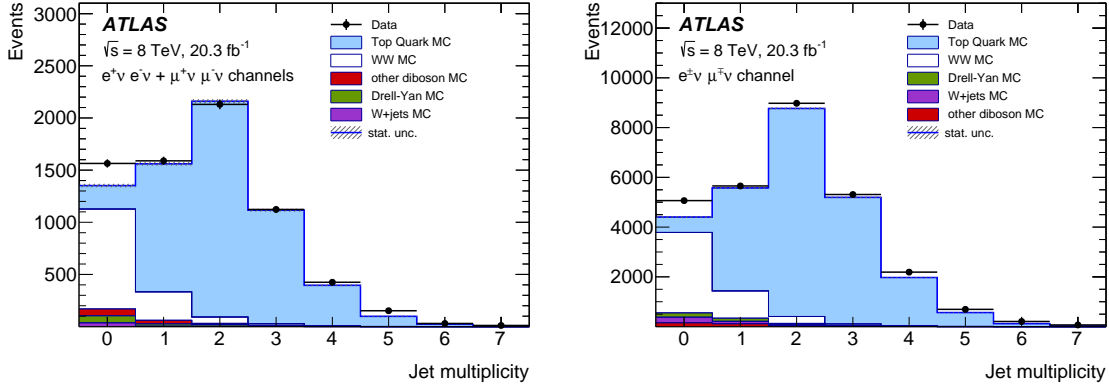 Events
3000
2500
2000
1500
1000
500
ATLAS
√s = 8 TeV, 20.3 fb⁻¹
e⁺ν e⁻ν + μ⁺ν μ⁻ν channels
Data
Top Quark MC
WW MC
other diboson MC
Drell-Yan MC
W+jets MC
stat. unc.
0 1 2 3 4 5 6 7
Jet multiplicity
Events
12000
10000
8000
6000
4000
2000
ATLAS
√s = 8 TeV, 20.3 fb⁻¹
e±ν μ∓ν channel
Data
Top Quark MC
WW MC
Drell-Yan MC
W+jets MC
other diboson MC
stat. unc.
0 1 2 3 4 5 6 7
Jet multiplicity